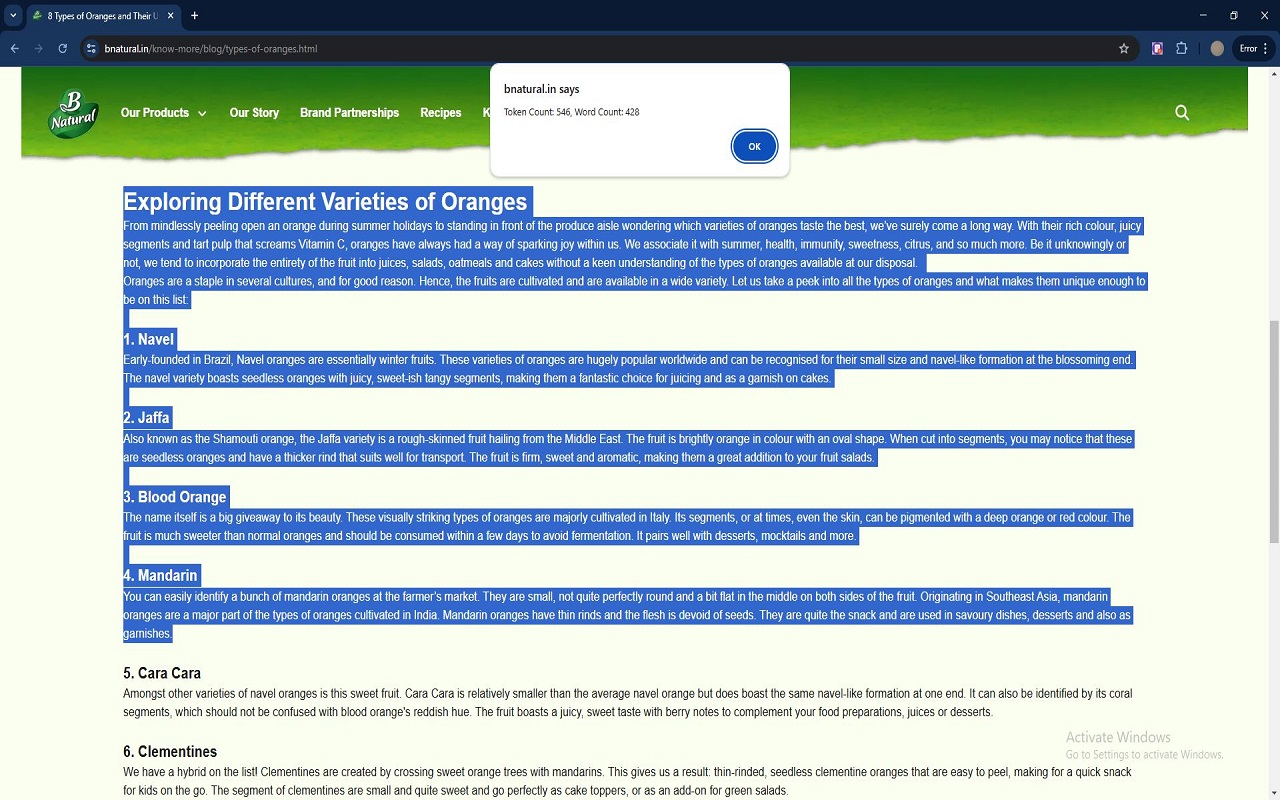 8 Types of Oranges and Their U
bnatural.in/know-more/blog/types-of-oranges.html
Error
B
Natural
Our Products
Our Story
Brand Partnerships
Recipes
K
bnatural.in says
Token Count: 546, Word Count: 428
OK
Exploring Different Varieties of Oranges
From mindlessly peeling open an orange during summer holidays to standing in front of the produce aisle wondering which varieties of oranges taste the best, we've surely come a long way. With their rich colour, juicy
segments and tart pulp that screams Vitamin C, oranges have always had a way of sparking joy within us. We associate it with summer, health, immunity, sweetness, citrus, and so much more. Be it unknowingly or
not, we tend to incorporate the entirety of the fruit into juices, salads, oatmeals and cakes without a keen understanding of the types of oranges available at our disposal.
Oranges are a staple in several cultures, and for good reason. Hence, the fruits are cultivated and are available in a wide variety. Let us take a peek into all the types of oranges and what makes them unique enough to
be on this list:
1. Navel
Early-founded in Brazil, Navel oranges are essentially winter fruits. These varieties of oranges are hugely popular worldwide and can be recognised for their small size and navel-like formation at the blossoming end.
The navel variety boasts seedless oranges with juicy, sweet-ish tangy segments, making them a fantastic choice for juicing and as a garnish on cakes.
2. Jaffa
Also known as the Shamouti orange, the Jaffa variety is a rough-skinned fruit hailing from the Middle East. The fruit is brightly orange in colour with an oval shape. When cut into segments, you may notice that these
are seedless oranges and have a thicker rind that suits well for transport. The fruit is firm, sweet and aromatic, making them a great addition to your fruit salads.
3. Blood Orange
The name itself is a big giveaway to its beauty. These visually striking types of oranges are majorly cultivated in Italy. Its segments, or at times, even the skin, can be pigmented with a deep orange or red colour. The
fruit is much sweeter than normal oranges and should be consumed within a few days to avoid fermentation. It pairs well with desserts, mocktails and more.
4. Mandarin
You can easily identify a bunch of mandarin oranges at the farmer's market. They are small, not quite perfectly round and a bit flat in the middle on both sides of the fruit. Originating in Southeast Asia, mandarin
oranges are a major part of the types of oranges cultivated in India. Mandarin oranges have thin rinds and the flesh is devoid of seeds. They are quite the snack and are used in savoury dishes, desserts and also as
garnishes.
5. Cara Cara
Amongst other varieties of navel oranges is this sweet fruit. Cara Cara is relatively smaller than the average navel orange but does boast the same navel-like formation at one end. It can also be identified by its coral
segments, which should not be confused with blood orange's reddish hue. The fruit boasts a juicy, sweet taste with berry notes to complement your food preparations, juices or desserts.
6. Clementines
We have a hybrid on the list! Clementines are created by crossing sweet orange trees with mandarins. This gives us a result: thin-rinded, seedless clementine oranges that are easy to peel, making for a quick snack
for kids on the go. The segment of clementines are small and quite sweet and go perfectly as cake toppers, or as an add-on for green salads.
Activate Windows
Go to Settings to activate Windows.